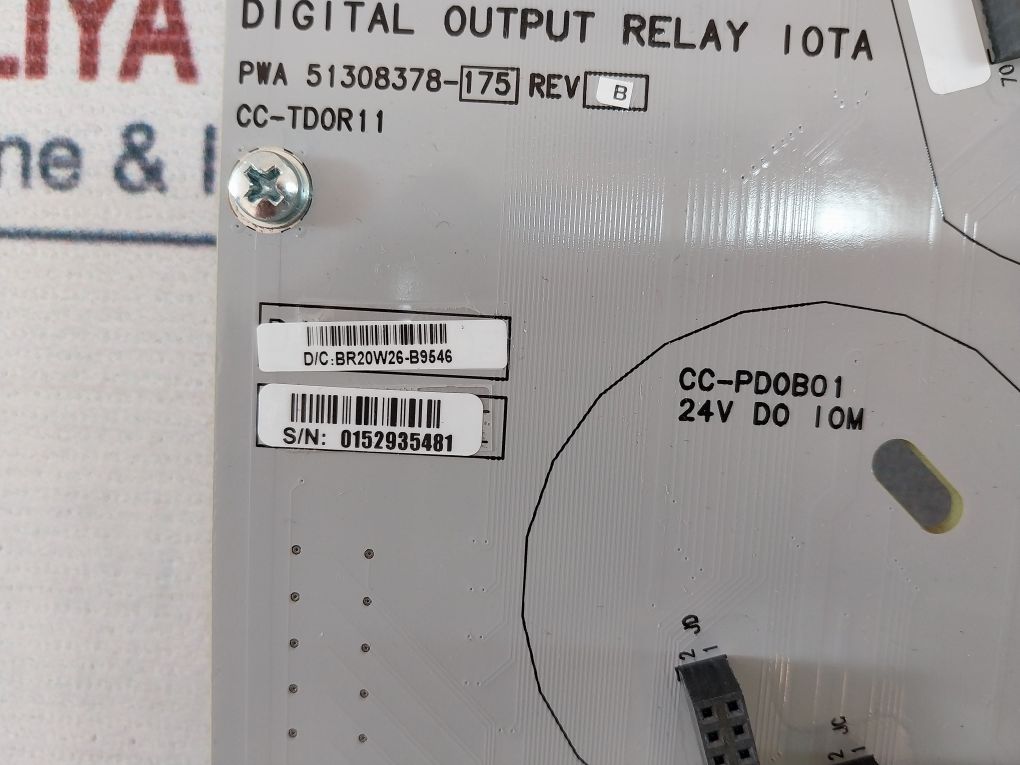 LIYA
ne & I
DIGITAL OUTPUT RELAY IOTA
PWA 51308378-175 REV B
CC-TDOR11
D/C:BR20W26-B9546
S/N: 0152935481
CC-PDOB01
24V DO IOM
70
JD
2 1
JC
2 1